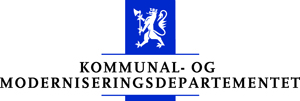 KOMMUNAL- OG
MODERNISERINGSDEPARTEMENTET